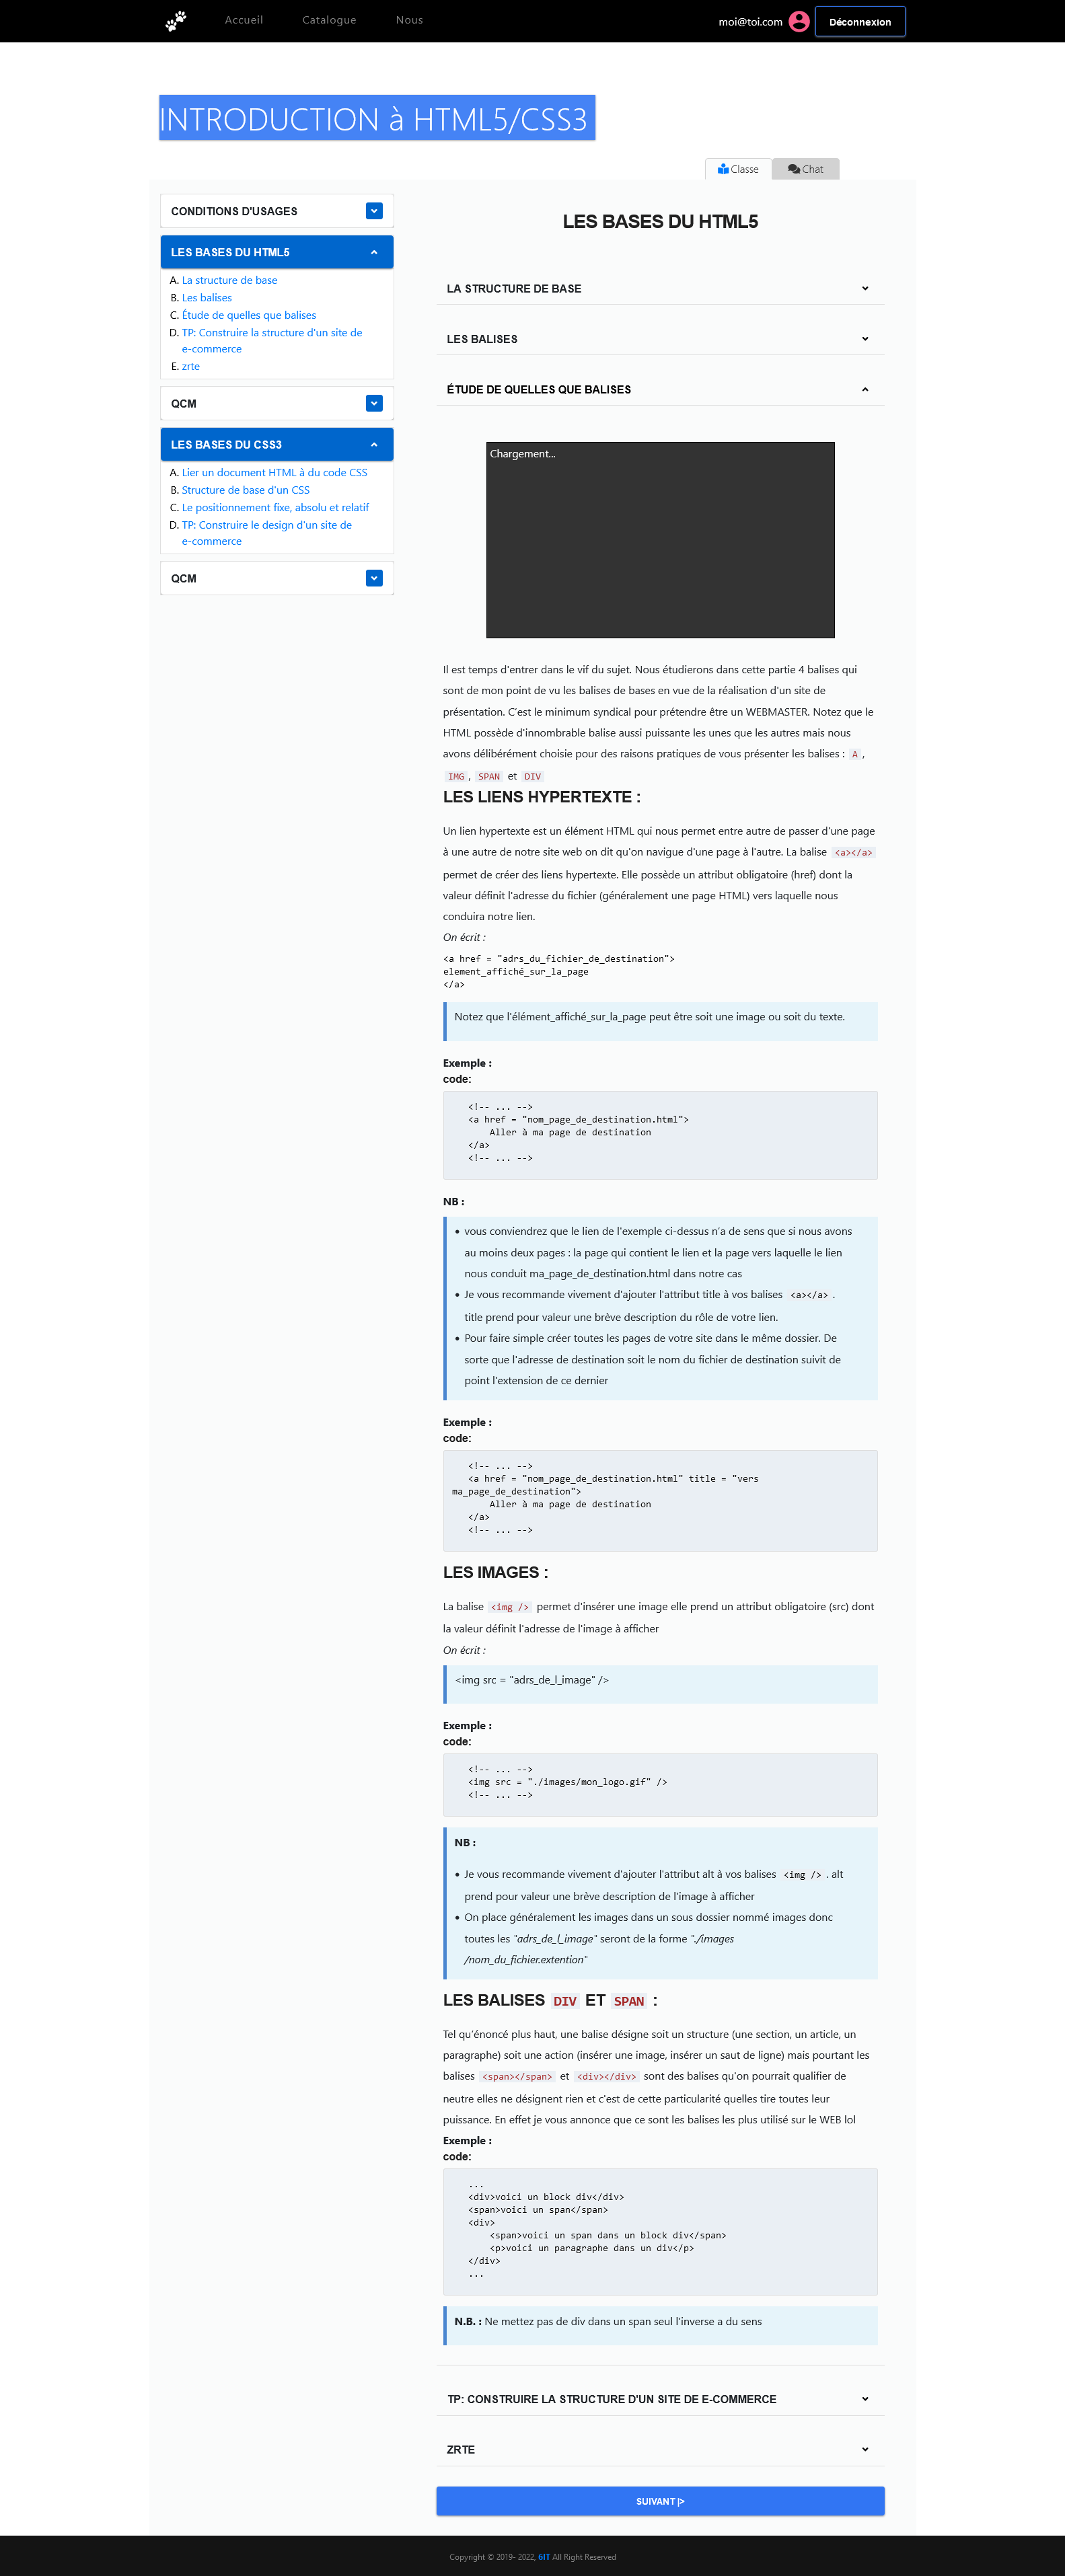 Accueil Catalogue Nous moi@toi.com Déconnexion
INTRODUCTION à HTML5/CSS3
Classe Chat
CONDITIONS D'USAGES
LES BASES DU HTML5
A. La structure de base
B. Les balises
C. Étude de quelles que balises
D. TP: Construire la structure d'un site de
e-commerce
E. zrte
QCM
LES BASES DU CSS3
A. Lier un document HTML à du code CSS
B. Structure de base d'un CSS
C. Le positionnement fixe, absolu et relatif
D. TP: Construire le design d'un site de
e-commerce
QCM
LES BASES DU HTML5
LA STRUCTURE DE BASE
LES BALISES
ÉTUDE DE QUELLES QUE BALISES
Chargement...
Il est temps d'entrer dans le vif du sujet. Nous étudierons dans cette partie 4 balises qui
sont de mon point de vu les balises de bases en vue de la réalisation d'un site de
présentation. C'est le minimum syndical pour prétendre être un WEBMASTER. Notez que le
HTML possède d'innombrable balise aussi puissante les unes que les autres mais nous
avons délibérément choisie pour des raisons pratiques de vous présenter les balises : A ,
IMG , SPAN et DIV
LES LIENS HYPERTEXTE :
Un lien hypertexte est un élément HTML qui nous permet entre autre de passer d'une page
à une autre de notre site web on dit qu'on navigue d'une page à l'autre. La balise <a></a>
permet de créer des liens hypertexte. Elle possède un attribut obligatoire (href) dont la
valeur définit l'adresse du fichier (généralement une page HTML) vers laquelle nous
conduira notre lien.
On écrit :
<a href = "adrs_du_fichier_de_destination">
element_affiché_sur_la_page
</a>
Notez que l'élément_affiché_sur_la_page peut être soit une image ou soit du texte.
Exemple :
code:
<!-- ... -->
<a href = "nom_page_de_destination.html">
Aller à ma page de destination
</a>
<!-- ... -->
NB :
• vous conviendrez que le lien de l'exemple ci-dessus n'a de sens que si nous avons
au moins deux pages : la page qui contient le lien et la page vers laquelle le lien
nous conduit ma_page_de_destination.html dans notre cas
• Je vous recommande vivement d'ajouter l'attribut title à vos balises <a></a> .
title prend pour valeur une brève description du rôle de votre lien.
• Pour faire simple créer toutes les pages de votre site dans le même dossier. De
sorte que l'adresse de destination soit le nom du fichier de destination suivit de
point l'extension de ce dernier
Exemple :
code:
<!-- ... -->
<a href = "nom_page_de_destination.html" title = "vers
ma_page_de_destination">
Aller à ma page de destination
</a>
<!-- ... -->
LES IMAGES :
La balise <img /> permet d'insérer une image elle prend un attribut obligatoire (src) dont
la valeur définit l'adresse de l'image à afficher
On écrit :
<img src = "adrs_de_l_image" />
Exemple :
code:
<!-- ... -->
<img src = "./images/mon_logo.gif" />
<!-- ... -->
NB :
• Je vous recommande vivement d'ajouter l'attribut alt à vos balises <img /> . alt
prend pour valeur une brève description de l'image à afficher
• On place généralement les images dans un sous dossier nommé images donc
toutes les "adrs_de_l_image" seront de la forme "./images
/nom_du_fichier.extention"
LES BALISES DIV ET SPAN :
Tel qu'énoncé plus haut, une balise désigne soit un structure (une section, un article, un
paragraphe) soit une action (insérer une image, insérer un saut de ligne) mais pourtant les
balises <span></span> et <div></div> sont des balises qu'on pourrait qualifier de
neutre elles ne désignent rien et c'est de cette particularité quelles tire toutes leur
puissance. En effet je vous annonce que ce sont les balises les plus utilisé sur le WEB lol
Exemple :
code:
...
<div>voici un block div</div>
<span>voici un span</span>
<div>
<span>voici un span dans un block div</span>
<p>voici un paragraphe dans un div</p>
</div>
...
N.B. : Ne mettez pas de div dans un span seul l'inverse a du sens
TP: CONSTRUIRE LA STRUCTURE D'UN SITE DE E-COMMERCE
ZRTE
SUIVANT |>
Copyright © 2019- 2022, 6IT All Right Reserved